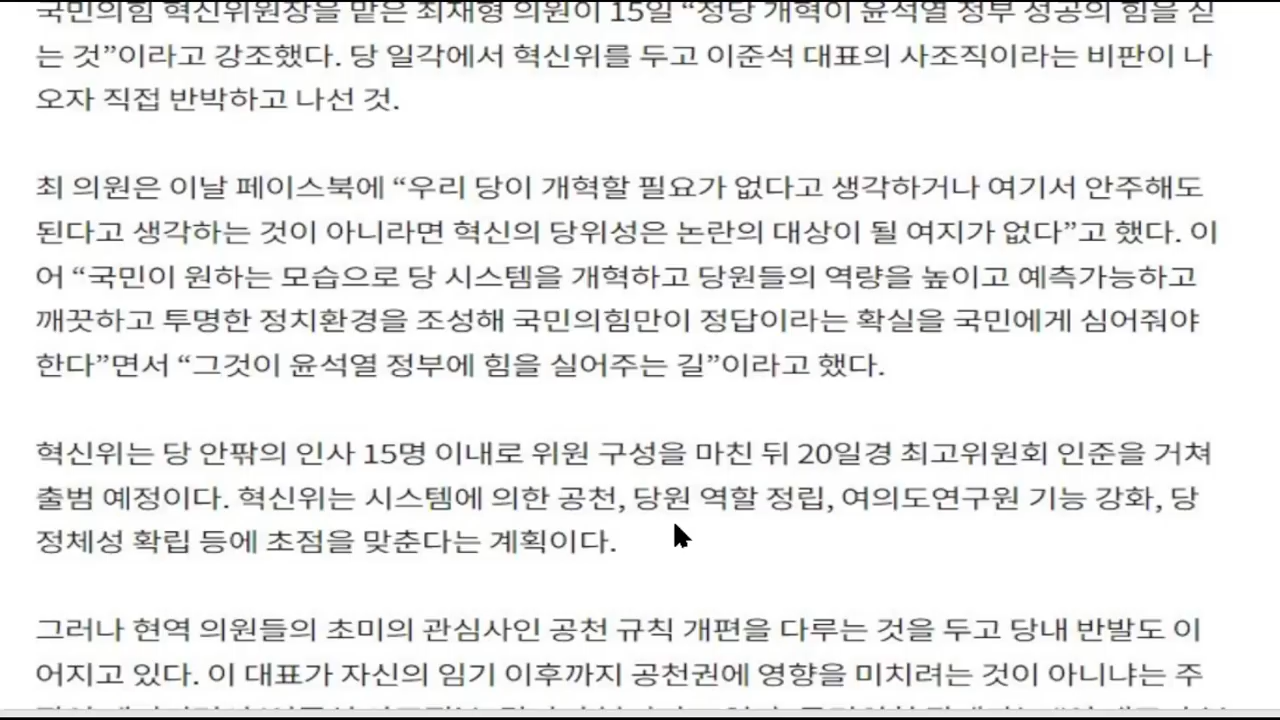 국민의힘 혁신위원장을 맡은 최재형 의원이 15일 “정당 개혁이 윤석열 정부 성공의 힘을 싣
는 것”이라고 강조했다. 당 일각에서 혁신위를 두고 이준석 대표의 사조직이라는 비판이 나
오자 직접 반박하고 나선 것.
최 의원은 이날 페이스북에 “우리 당이 개혁할 필요가 없다고 생각하거나 여기서 안주해도
된다고 생각하는 것이 아니라면 혁신의 당위성은 논란의 대상이 될 여지가 없다”고 했다. 이
어 “국민이 원하는 모습으로 당 시스템을 개혁하고 당원들의 역량을 높이고 예측가능하고
깨끗하고 투명한 정치환경을 조성해 국민의힘만이 정답이라는 확실을 국민에게 심어줘야
한다”면서 “그것이 윤석열 정부에 힘을 실어주는 길”이라고 했다.
혁신위는 당 안팎의 인사 15명 이내로 위원 구성을 마친 뒤 20일경 최고위원회 인준을 거쳐
출범 예정이다. 혁신위는 시스템에 의한 공천, 당원 역할 정립, 여의도연구원 기능 강화, 당
정체성 확립 등에 초점을 맞춘다는 계획이다.
그러나 현역 의원들의 초미의 관심사인 공천 규칙 개편을 다루는 것을 두고 당내 반발도 이
어지고 있다. 이 대표가 자신의 임기 이후까지 공천권에 영향을 미치려는 것이 아니냐는 주